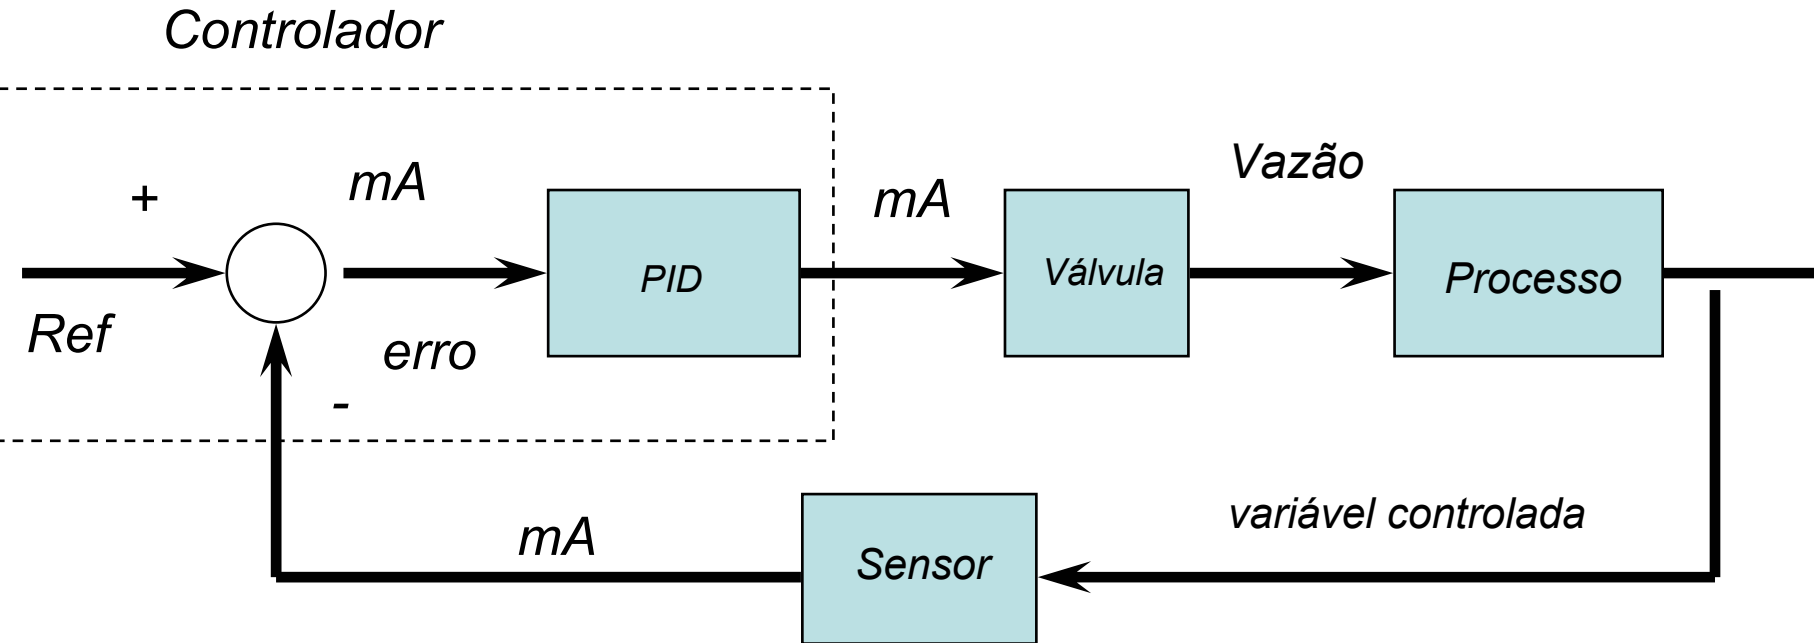 Controlador
+
mA
mA
Vazão
PID
Válvula
Processo
Ref
erro
-
mA
Sensor
variável controlada